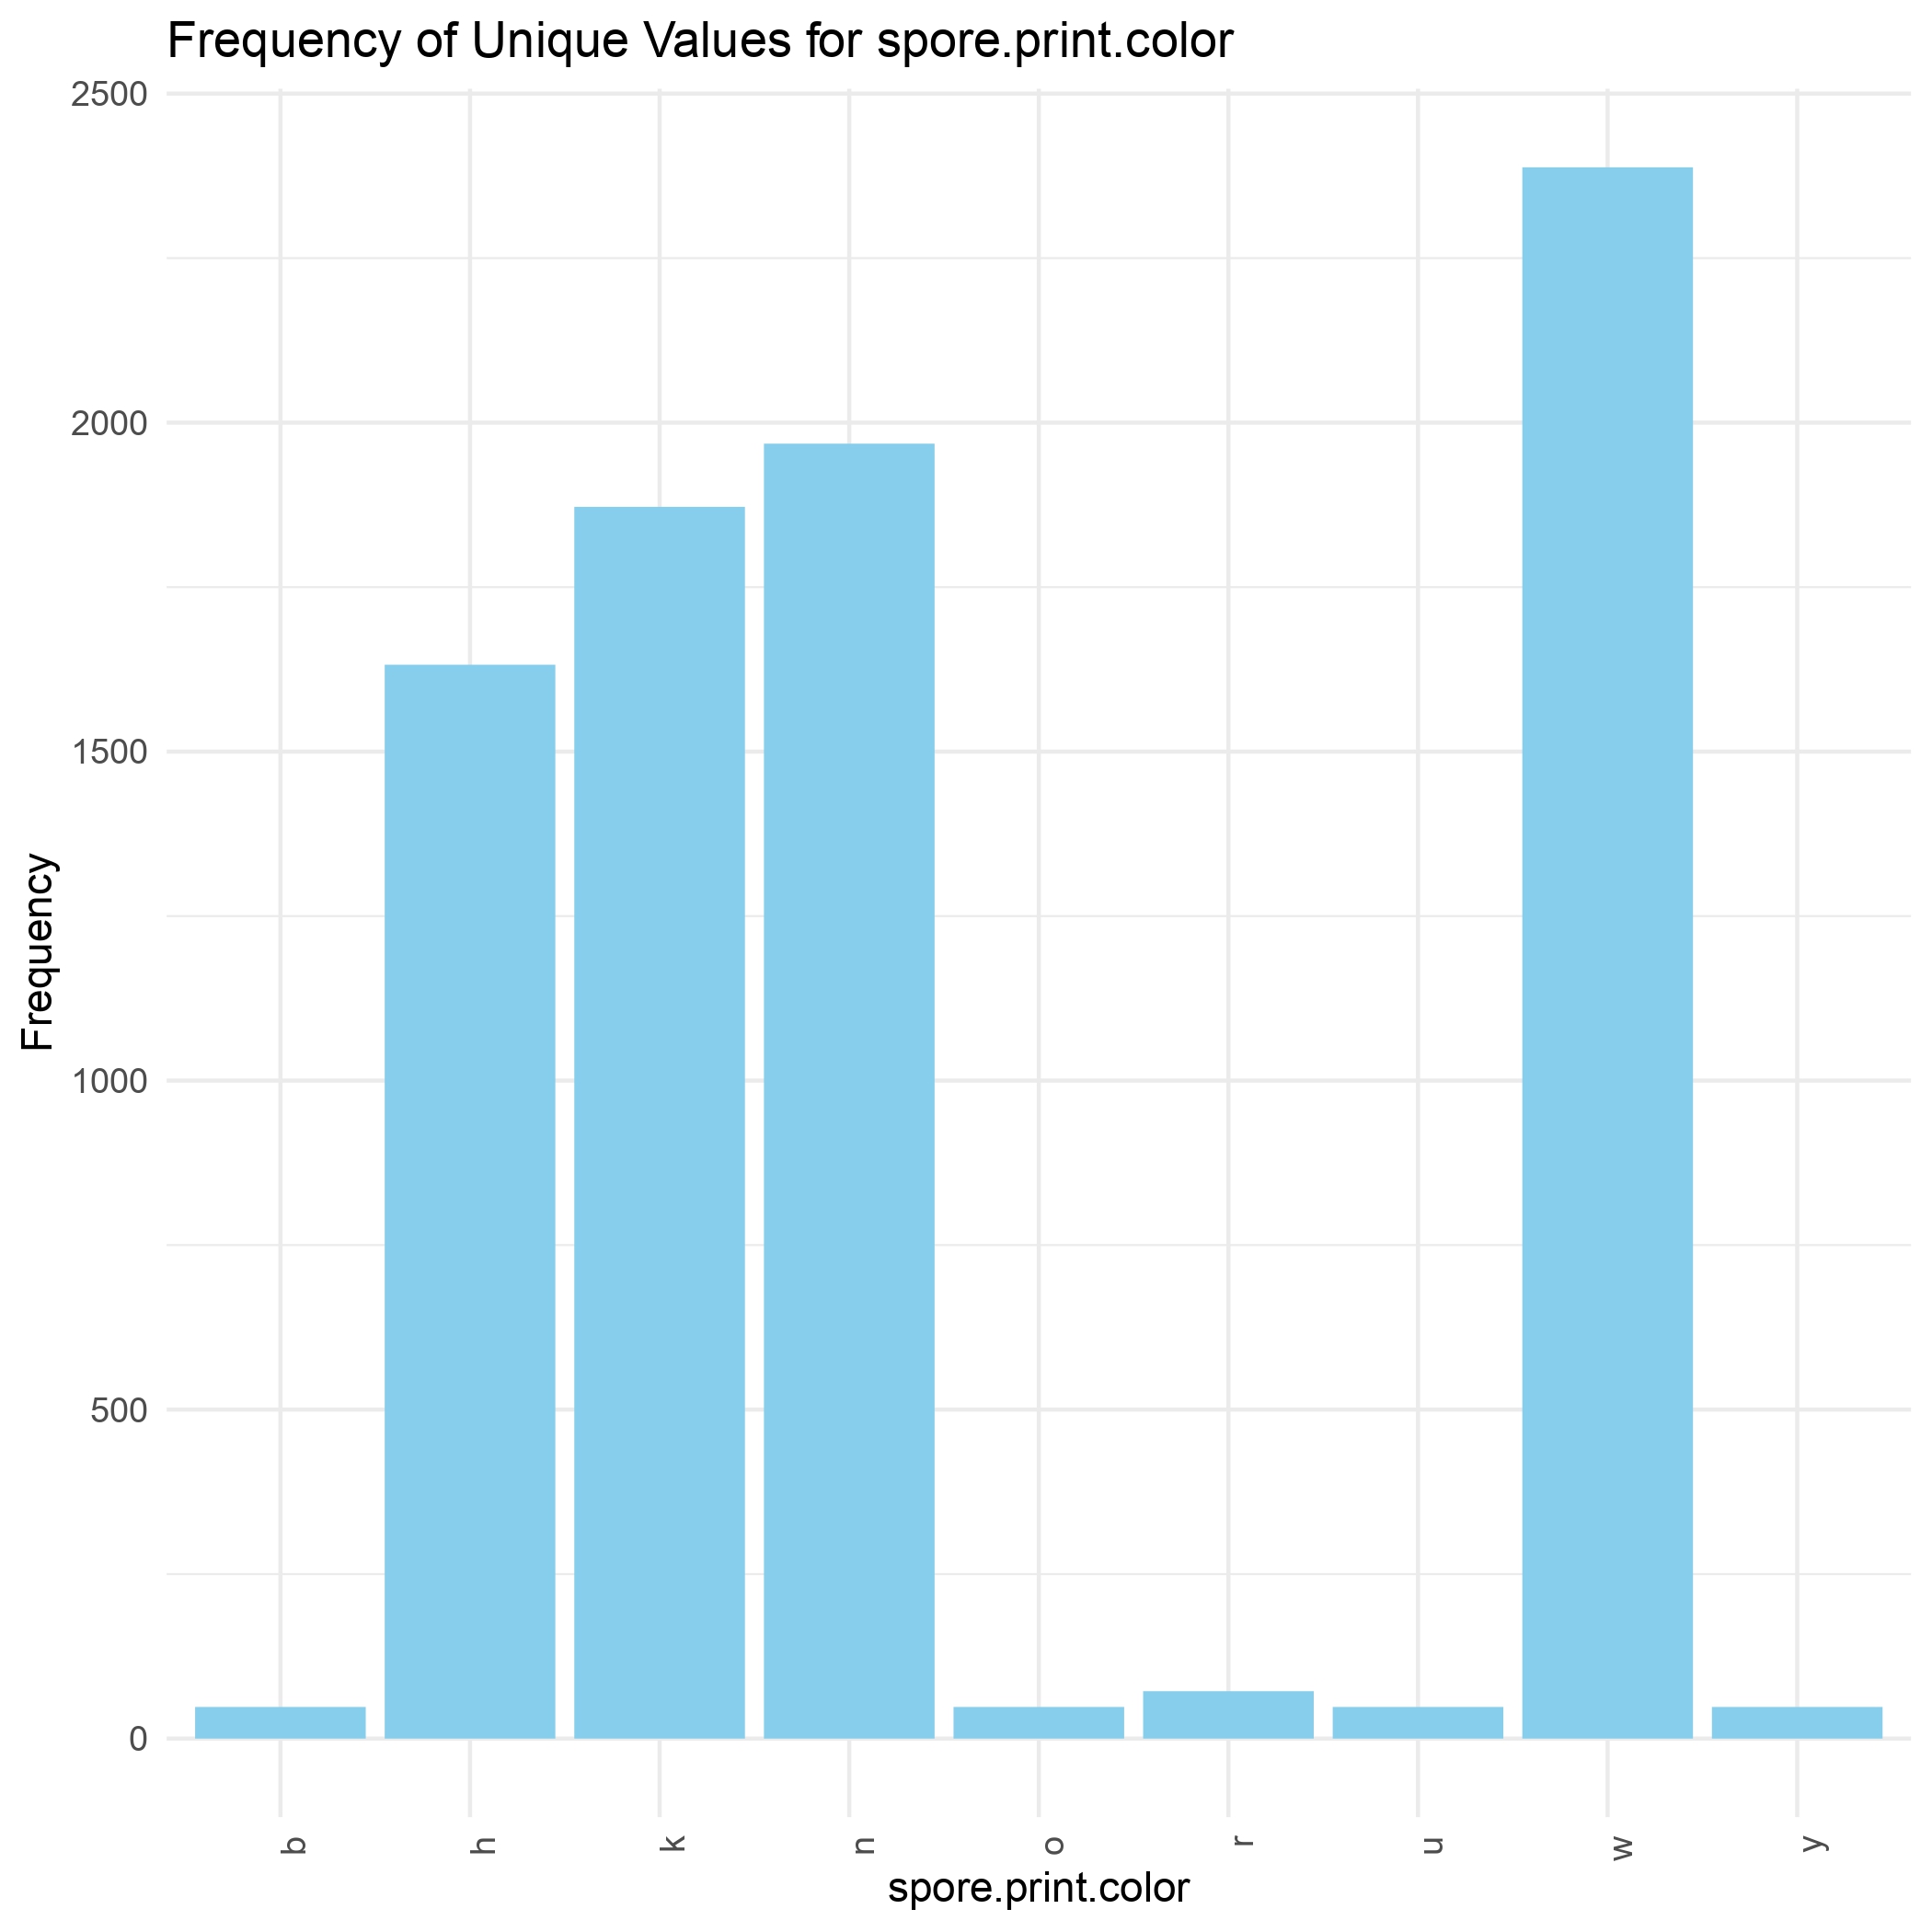 Frequency of Unique Values for spore.print.color
2500
2000
1500
1000
500
0
Frequency
b h k n o r u w y
spore.print.color